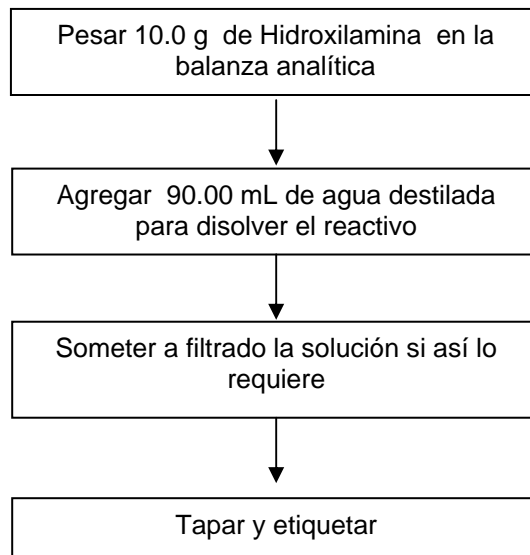 Pesar 10.0 g de Hidroxilamina en la
balanza analítica
Agregar 90.00 mL de agua destilada
para disolver el reactivo
Someter a filtrado la solución si así lo
requiere
Tapar y etiquetar